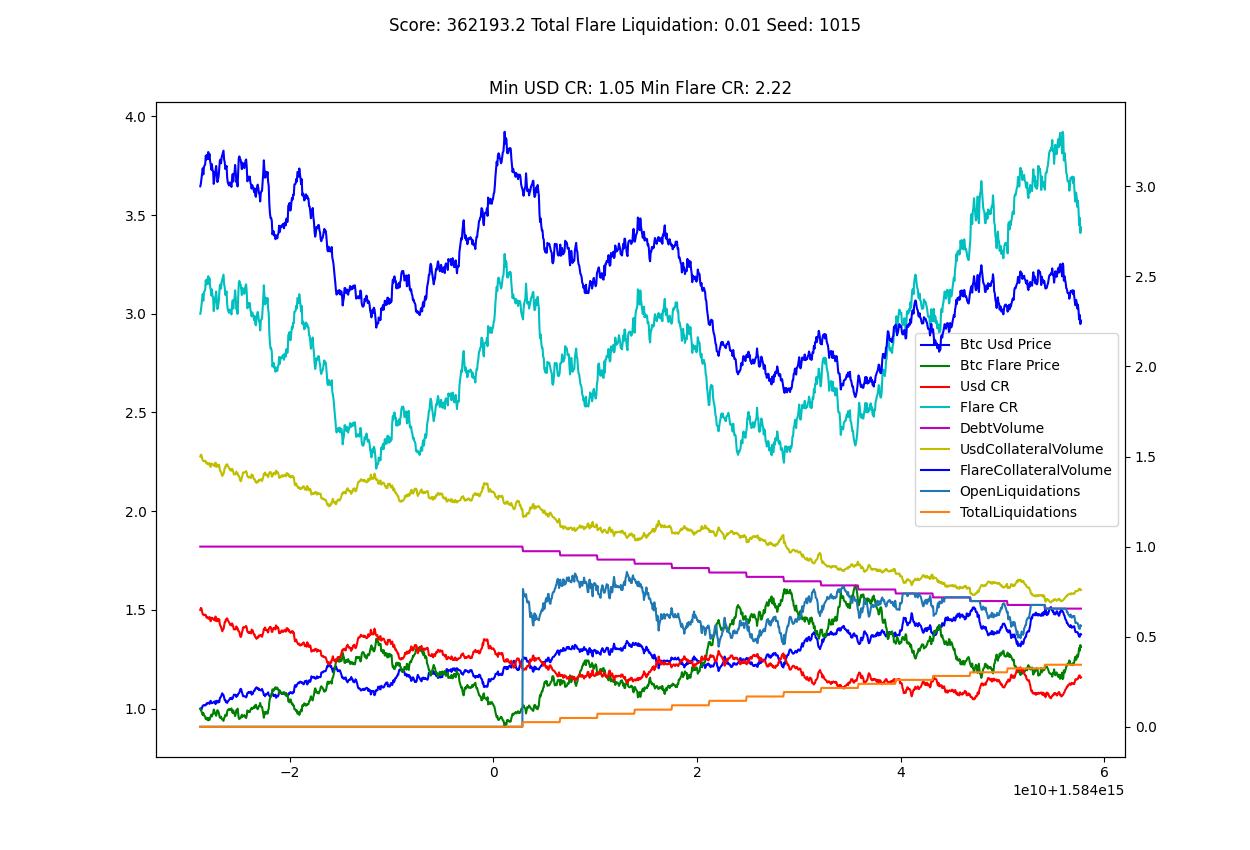 Score: 362193.2 Total Flare Liquidation: 0.01 Seed: 1015
Min USD CR: 1.05 Min Flare CR: 2.22
4.0
3.5
3.0
2.5
2.0
1.5
1.0
3.0
2.5
2.0
1.5
1.0
0.5
0.0
Btc Usd Price
Btc Flare Price
Usd CR
Flare CR
DebtVolume
UsdCollateralVolume
FlareCollateralVolume
OpenLiquidations
TotalLiquidations
−2 0 2 4 6
1e10+1.584e15